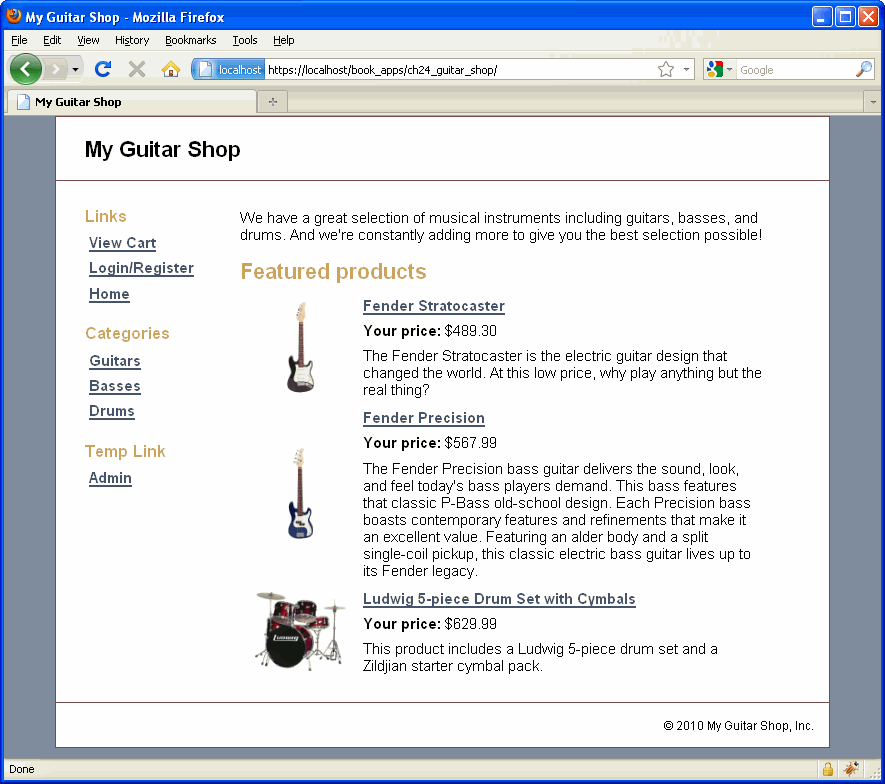 My Guitar Shop - Mozilla Firefox
File Edit View History Bookmarks Tools Help
localhost https://localhost/book_apps/ch24_guitar_shop/ Google
My Guitar Shop
My Guitar Shop
Links
View Cart
Login/Register
Home
Categories
Guitars
Basses
Drums
Temp Link
Admin
We have a great selection of musical instruments including guitars, basses, and
drums. And we're constantly adding more to give you the best selection possible!
Featured products
Fender Stratocaster
Your price: $489.30
The Fender Stratocaster is the electric guitar design that
changed the world. At this low price, why play anything but the
real thing?
Fender Precision
Your price: $567.99
The Fender Precision bass guitar delivers the sound, look,
and feel today's bass players demand. This bass features
that classic P-Bass old-school design. Each Precision bass
boasts contemporary features and refinements that make it
an excellent value. Featuring an alder body and a split
single-coil pickup, this classic electric bass guitar lives up to
its Fender legacy.
Ludwig
Ludwig 5-piece Drum Set with Cymbals
Your price: $629.99
This product includes a Ludwig 5-piece drum set and a
Zildjian starter cymbal pack.
© 2010 My Guitar Shop, Inc.
Done